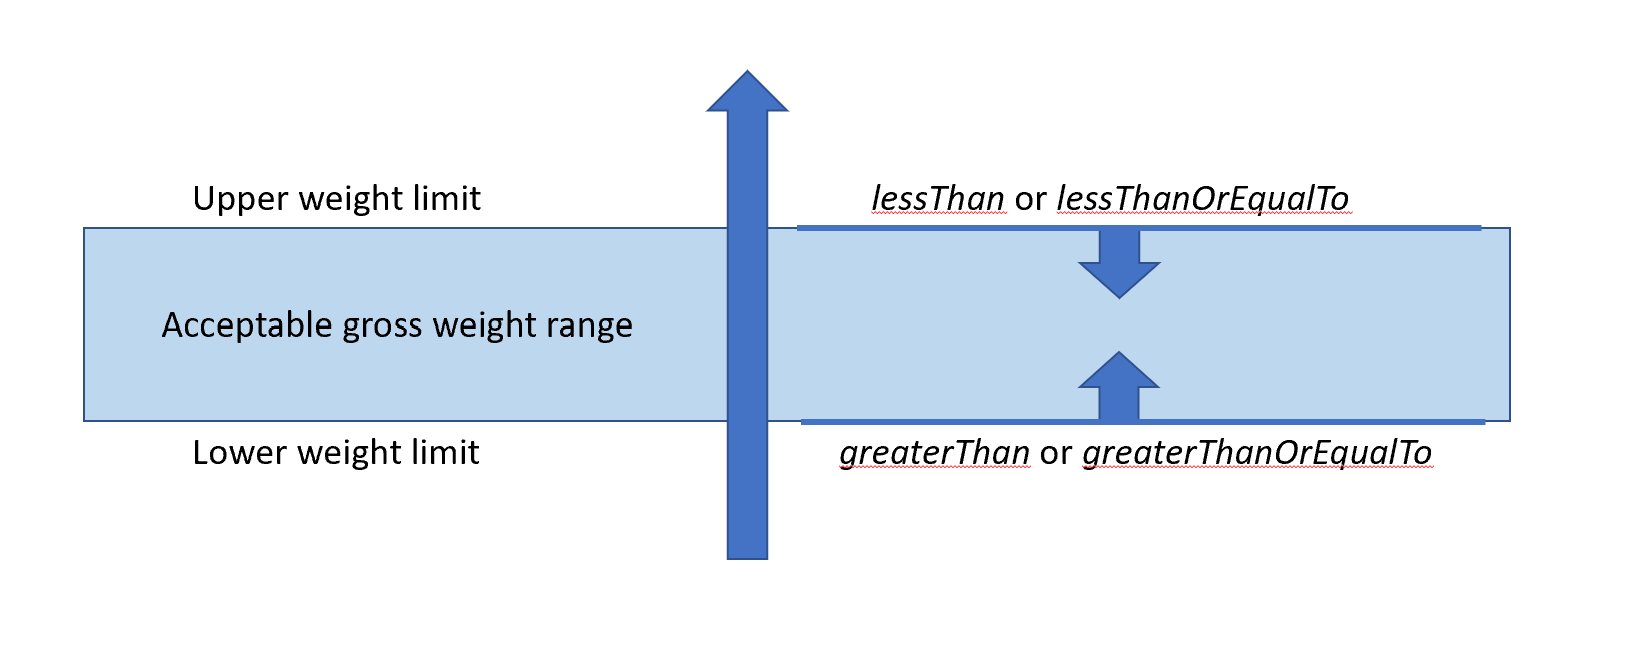 Upper weight limit
lessThan or lessThanOrEqualTo
Acceptable gross weight range
Lower weight limit
greaterThan or greaterThanOrEqualTo